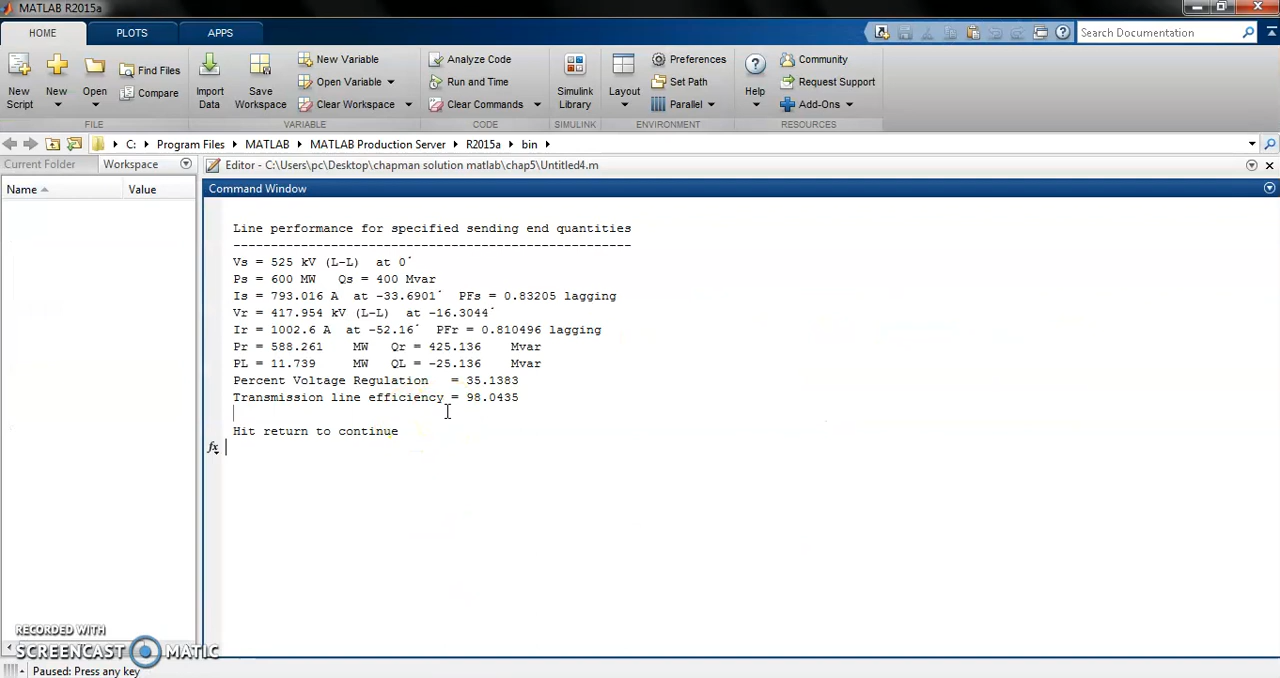 MATLAB R2015a
HOME PLOTS APPS
Search Documentation
New Script
New
Open
Find Files
Compare
FILE
Import Data
Save Workspace
New Variable
Open Variable
Clear Workspace
VARIABLE
Analyze Code
Run and Time
Clear Commands
CODE
Simulink Library
SIMULINK
Layout
Preferences
Set Path
Parallel
ENVIRONMENT
Help
Community
Request Support
Add-Ons
RESOURCES
C: Program Files MATLAB MATLAB Production Server R2015a bin
Current Folder Workspace
Name Value
Editor - C:\Users\pc\Desktop\chapman solution matlab\chap5\Untitled4.m
Command Window
Line performance for specified sending end quantities
-----------------------------------------------------
Vs = 525 kV (L-L) at 0´
Ps = 600 MW Qs = 400 Mvar
Is = 793.016 A at -33.6901´ PFs = 0.83205 lagging
Vr = 417.954 kV (L-L) at -16.3044´
Ir = 1002.6 A at -52.16´ PFr = 0.810496 lagging
Pr = 588.261 MW Qr = 425.136 Mvar
PL = 11.739 MW QL = -25.136 Mvar
Percent Voltage Regulation = 35.1383
Transmission line efficiency = 98.0435
Hit return to continue
fx
RECORDED WITH
SCREENCAST MATIC
Paused: Press any key